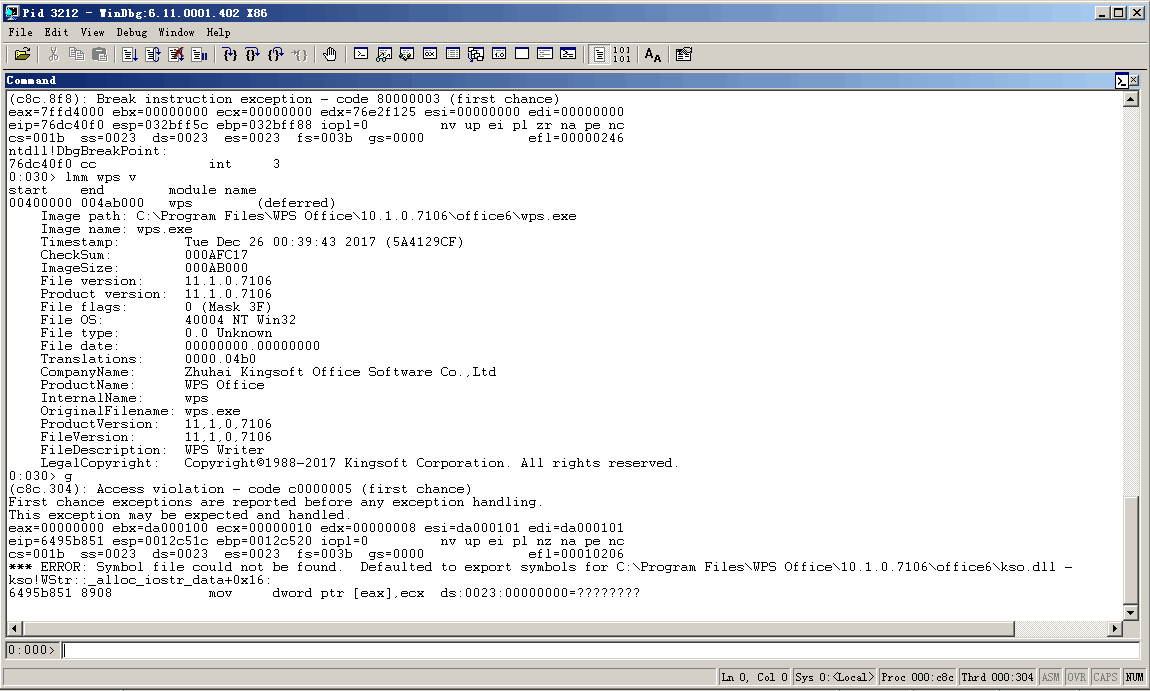 Pid 3212 - WinDbg:6.11.0001.402 X86
File Edit View Debug Window Help
Command
(c8c.8f8): Break instruction exception - code 80000003 (first chance)
eax=7ffd4000 ebx=00000000 ecx=00000000 edx=76e2f125 esi=00000000 edi=00000000
eip=76dc40f0 esp=032bff5c ebp=032bff88 iopl=0         nv up ei pl zr na pe nc
cs=001b  ss=0023  ds=0023  es=0023  fs=003b  gs=0000             efl=00000246
ntdll!DbgBreakPoint:
76dc40f0 cc              int     3
0:030> lmm wps v
start    end        module name
00400000 004ab000   wps        (deferred)
    Image path: C:\Program Files\WPS Office\10.1.0.7106\office6\wps.exe
    Image name: wps.exe
    Timestamp:        Tue Dec 26 00:39:43 2017 (5A4129CF)
    CheckSum:         000AFC17
    ImageSize:        000AB000
    File version:     11.1.0.7106
    Product version:  11.1.0.7106
    File flags:       0 (Mask 3F)
    File OS:          40004 NT Win32
    File type:        0.0 Unknown
    File date:        00000000.00000000
    Translations:     0000.04b0
    CompanyName:      Zhuhai Kingsoft Office Software Co.,Ltd
    ProductName:      WPS Office
    InternalName:     wps
    OriginalFilename: wps.exe
    ProductVersion:   11,1,0,7106
    FileVersion:      11,1,0,7106
    FileDescription:  WPS Writer
    LegalCopyright:   Copyright©1988-2017 Kingsoft Corporation. All rights reserved.
0:030> g
(c8c.304): Access violation - code c0000005 (first chance)
First chance exceptions are reported before any exception handling.
This exception may be expected and handled.
eax=00000000 ebx=da000100 ecx=00000010 edx=00000008 esi=da000101 edi=da000101
eip=6495b851 esp=0012c51c ebp=0012c520 iopl=0         nv up ei pl nz na pe nc
cs=001b  ss=0023  ds=0023  es=0023  fs=003b  gs=0000             efl=00010206
*** ERROR: Symbol file could not be found.  Defaulted to export symbols for C:\Program Files\WPS Office\10.1.0.7106\office6\kso.dll -
kso!WStr::_alloc_iostr_data+0x16:
6495b851 8908            mov     dword ptr [eax],ecx  ds:0023:00000000=????????
0:000>
Ln 0, Col 0 Sys 0:<Local> Proc 000:c8c Thrd 000:304 ASM OVR CAPS NUM